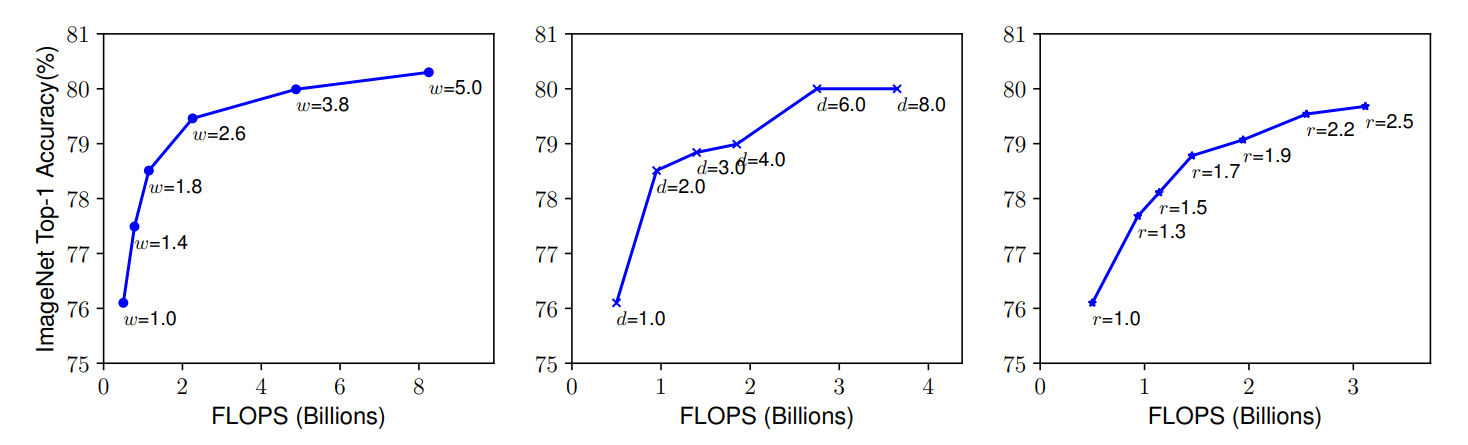 ImageNet Top-1 Accuracy(%)
81
80
79
78
77
76
75
w=1.0
w=1.4
w=1.8
w=2.6
w=3.8
w=5.0
0 2 4 6 8
FLOPS (Billions)
81
80
79
78
77
76
75
d=1.0
d=2.0
d=3.0
d=4.0
d=6.0
d=8.0
0 1 2 3 4
FLOPS (Billions)
81
80
79
78
77
76
75
r=1.0
r=1.3
r=1.5
r=1.7
r=1.9
r=2.2
r=2.5
0 1 2 3
FLOPS (Billions)